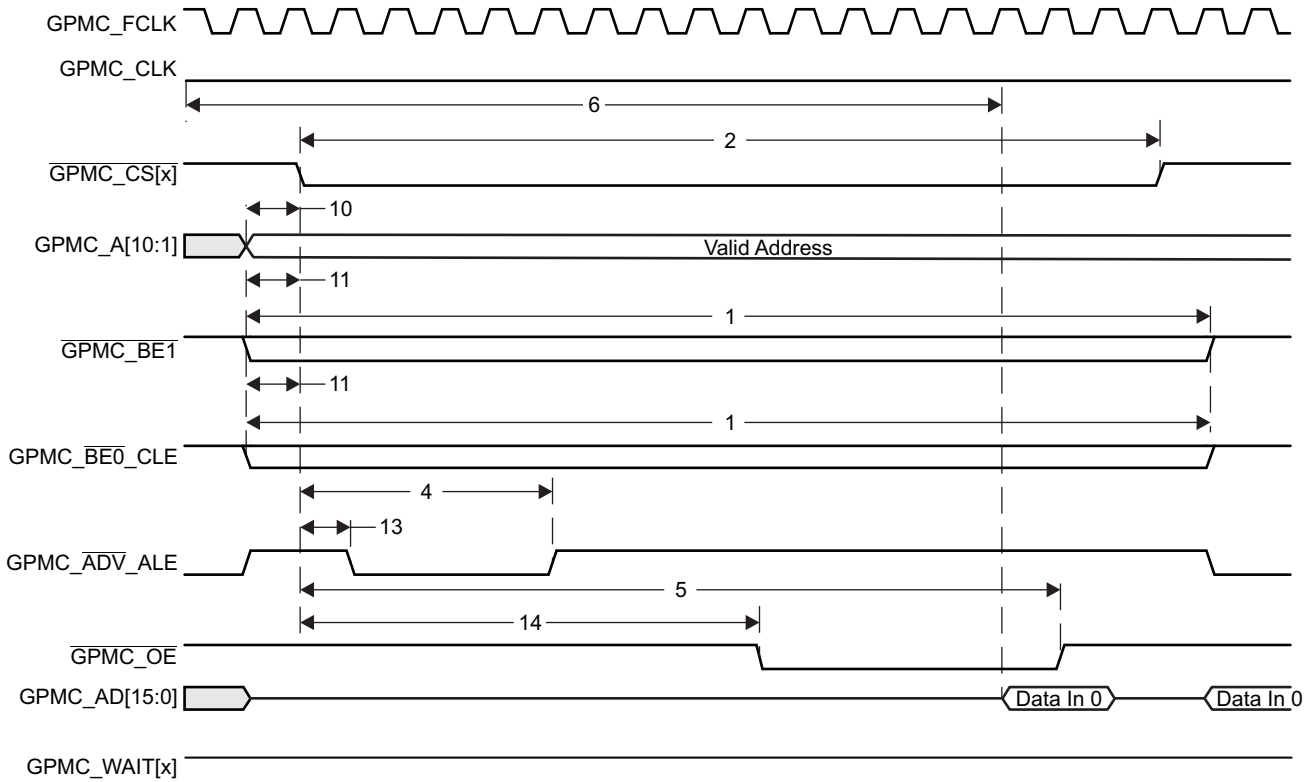 GPMC_FCLK
GPMC_CLK
6
2
GPMC_CS[x]
10
GPMC_A[10:1]
Valid Address
11
1
GPMC_BE1
11
1
GPMC_BE0_CLE
4
13
GPMC_ADV_ALE
5
14
GPMC_OE
GPMC_AD[15:0]
Data In 0
Data In 0
GPMC_WAIT[x]